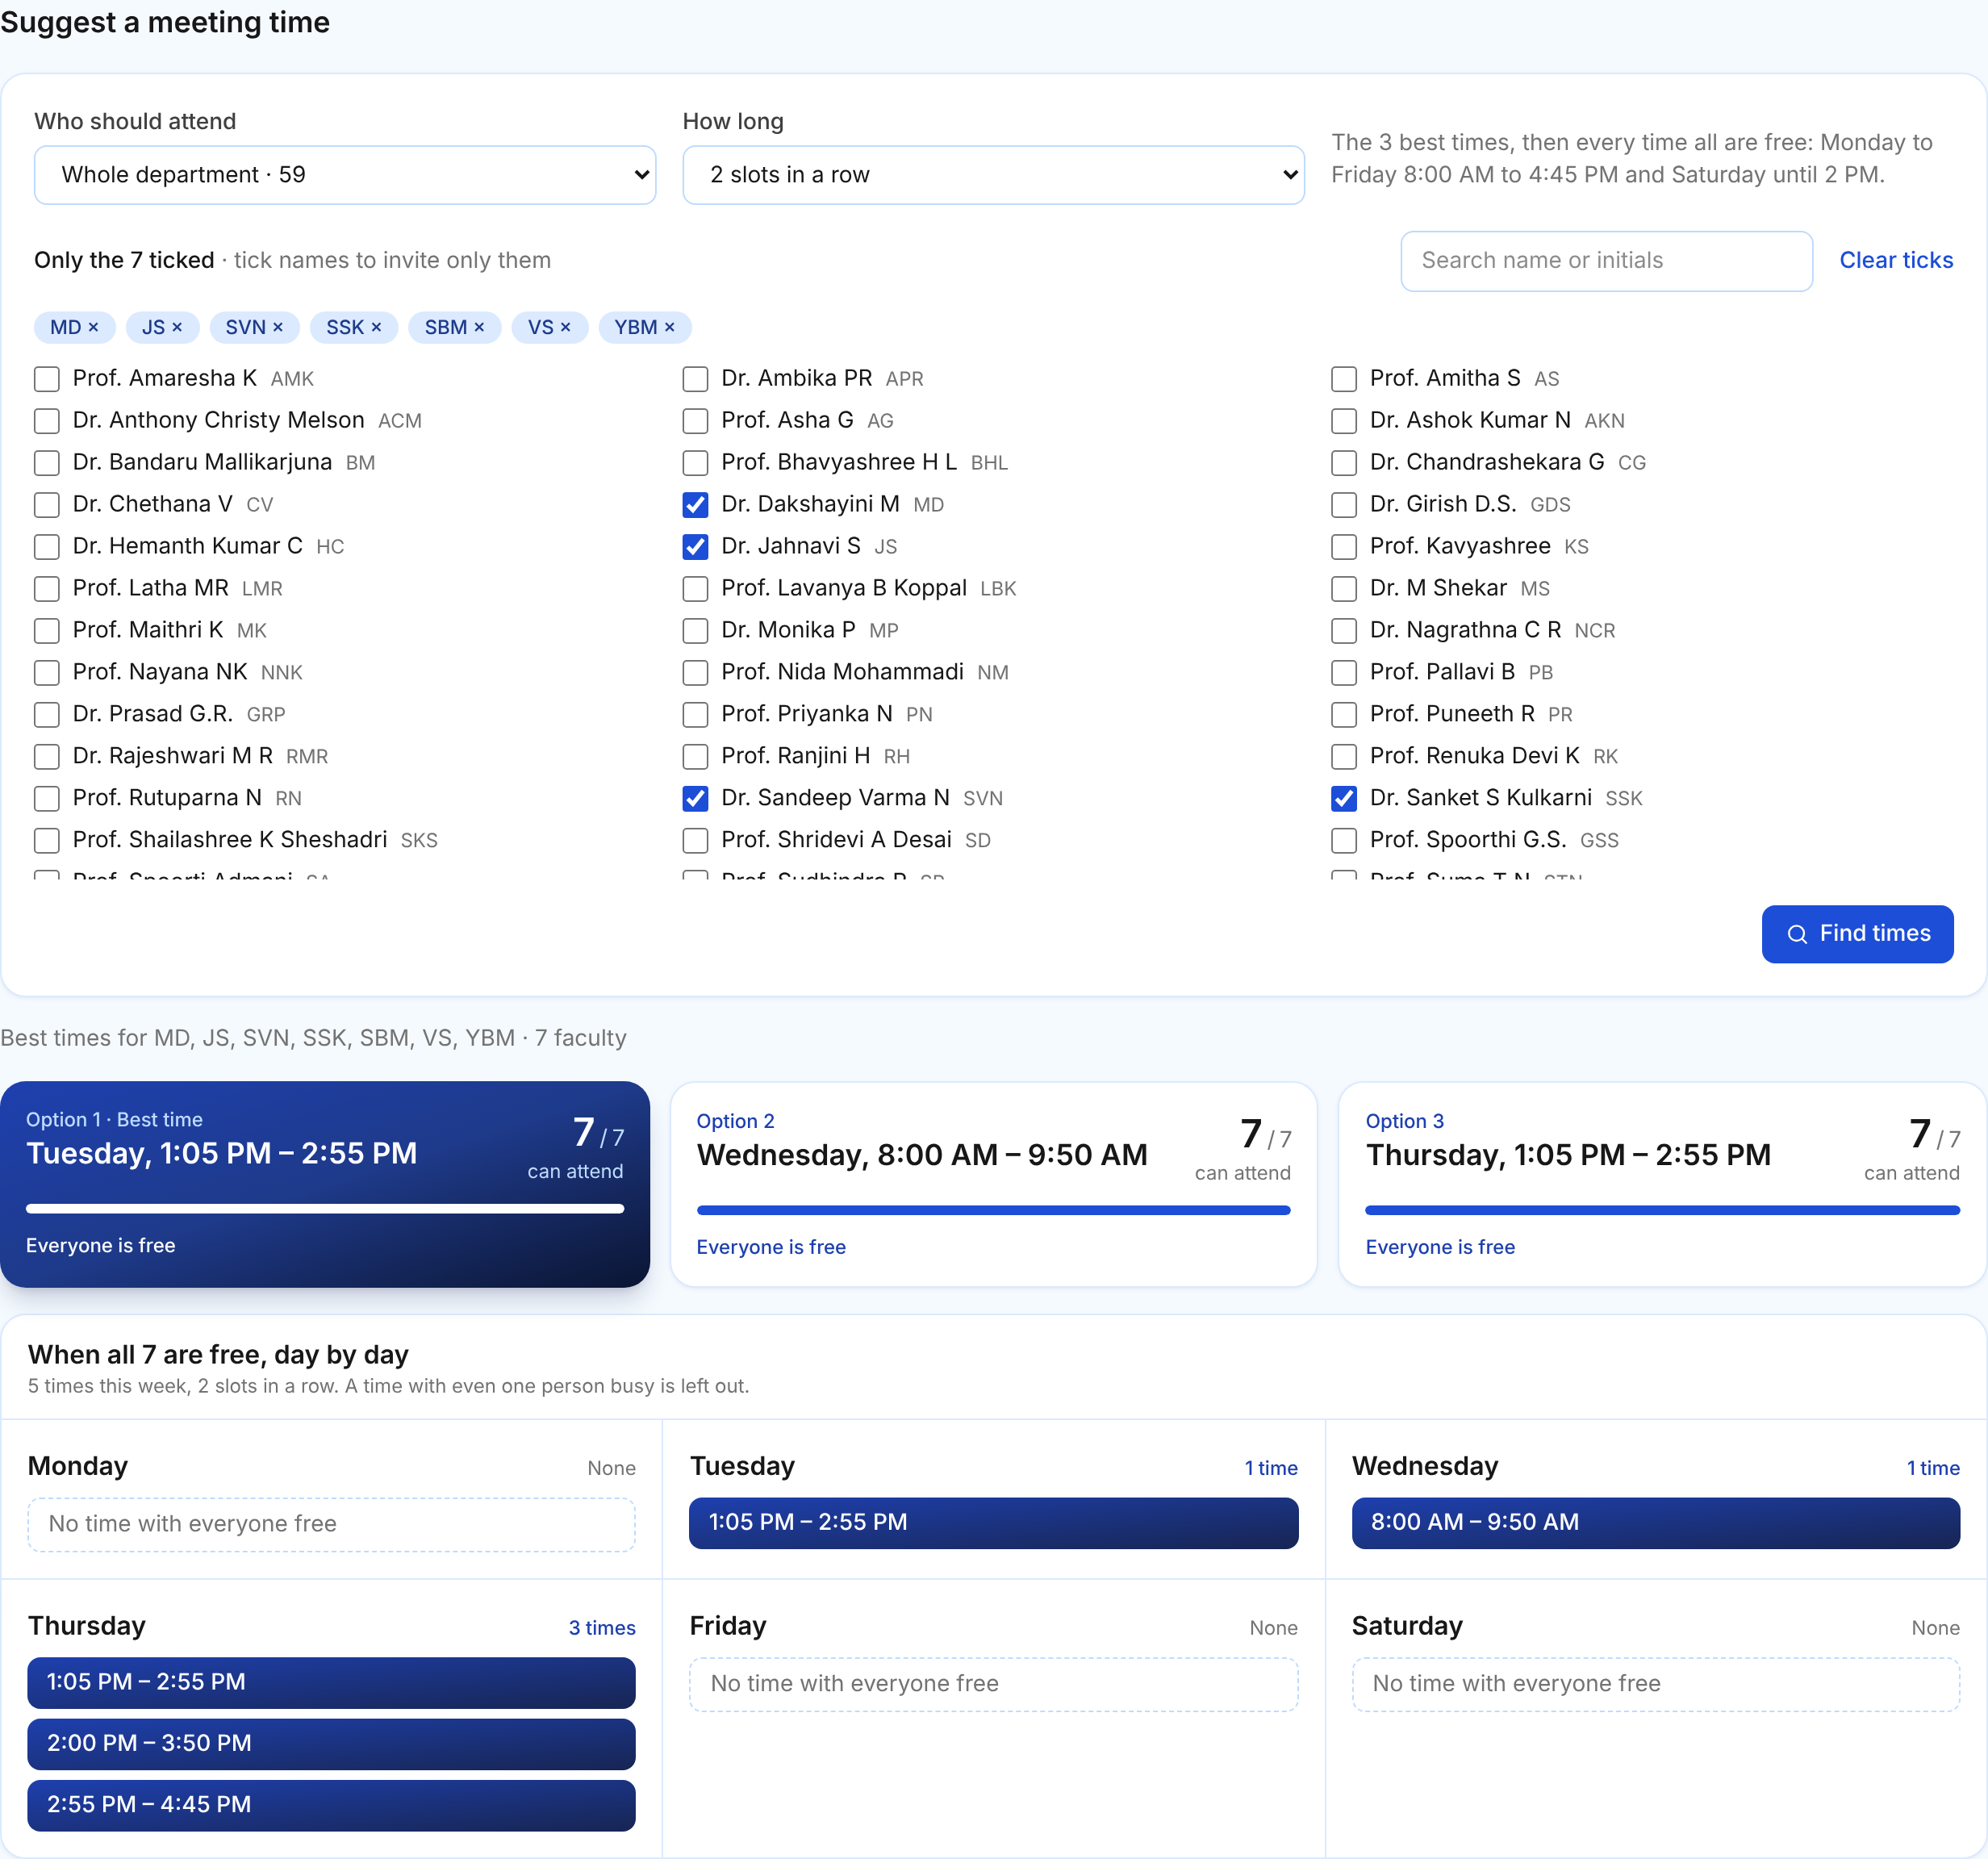 Suggest a meeting time
Who should attend
Whole department · 59
How long
2 slots in a row
The 3 best times, then every time all are free: Monday to
Friday 8:00 AM to 4:45 PM and Saturday until 2 PM.
Only the 7 ticked · tick names to invite only them
Search name or initials
Clear ticks
MD × JS × SVN × SSK × SBM × VS × YBM ×
Prof. Amaresha K AMK
Dr. Ambika PR APR
Prof. Amitha S AS
Dr. Anthony Christy Melson ACM
Prof. Asha G AG
Dr. Ashok Kumar N AKN
Dr. Bandaru Mallikarjuna BM
Prof. Bhavyashree H L BHL
Dr. Chandrashekara G CG
Dr. Chethana V CV
Dr. Dakshayini M MD
Dr. Girish D.S. GDS
Dr. Hemanth Kumar C HC
Dr. Jahnavi S JS
Prof. Kavyashree KS
Prof. Latha MR LMR
Prof. Lavanya B Koppal LBK
Dr. M Shekar MS
Prof. Maithri K MK
Dr. Monika P MP
Dr. Nagrathna C R NCR
Prof. Nayana NK NNK
Prof. Nida Mohammadi NM
Prof. Pallavi B PB
Dr. Prasad G.R. GRP
Prof. Priyanka N PN
Prof. Puneeth R PR
Dr. Rajeshwari M R RMR
Prof. Ranjini H RH
Prof. Renuka Devi K RK
Prof. Rutuparna N RN
Dr. Sandeep Varma N SVN
Dr. Sanket S Kulkarni SSK
Prof. Shailashree K Sheshadri SKS
Prof. Shridevi A Desai SD
Prof. Spoorthi G.S. GSS
Find times
Best times for MD, JS, SVN, SSK, SBM, VS, YBM · 7 faculty
Option 1 · Best time
Tuesday, 1:05 PM – 2:55 PM
7 / 7
can attend
Everyone is free
Option 2
Wednesday, 8:00 AM – 9:50 AM
7 / 7
can attend
Everyone is free
Option 3
Thursday, 1:05 PM – 2:55 PM
7 / 7
can attend
Everyone is free
When all 7 are free, day by day
5 times this week, 2 slots in a row. A time with even one person busy is left out.
Monday
None
No time with everyone free
Tuesday
1 time
1:05 PM – 2:55 PM
Wednesday
1 time
8:00 AM – 9:50 AM
Thursday
3 times
1:05 PM – 2:55 PM
2:00 PM – 3:50 PM
2:55 PM – 4:45 PM
Friday
None
No time with everyone free
Saturday
None
No time with everyone free